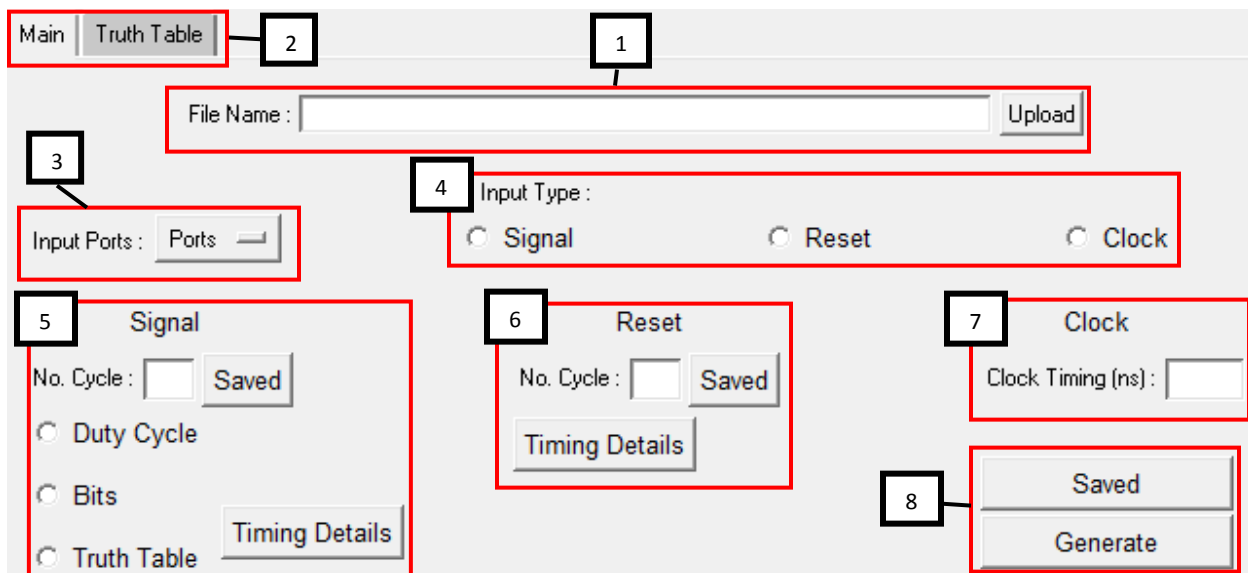 Main Truth Table 2 1
File Name : Upload
3
4 Input Type :
Input Ports : Ports Signal Reset Clock
5 Signal 6 Reset 7 Clock
No. Cycle : Saved No. Cycle : Saved Clock Timing (ns) :
Duty Cycle Timing Details
Bits 8 Saved
Timing Details Generate
Truth Table